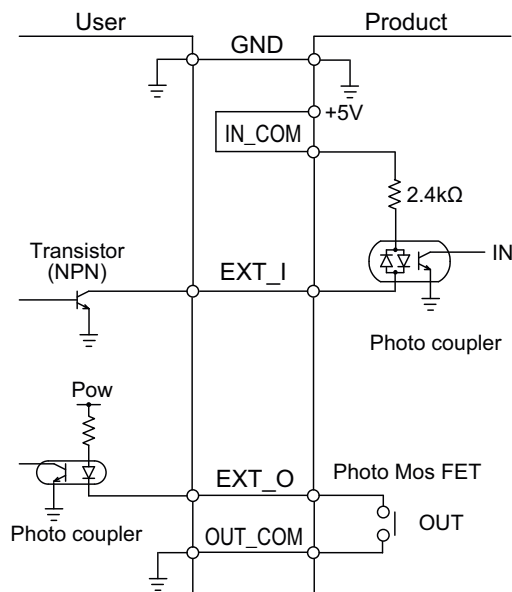 User
Product
GND
+5V
IN_COM
2.4kΩ
Transistor
(NPN)
EXT_I
IN
Photo coupler
Pow
EXT_O
Photo Mos FET
OUT
Photo coupler
OUT_COM